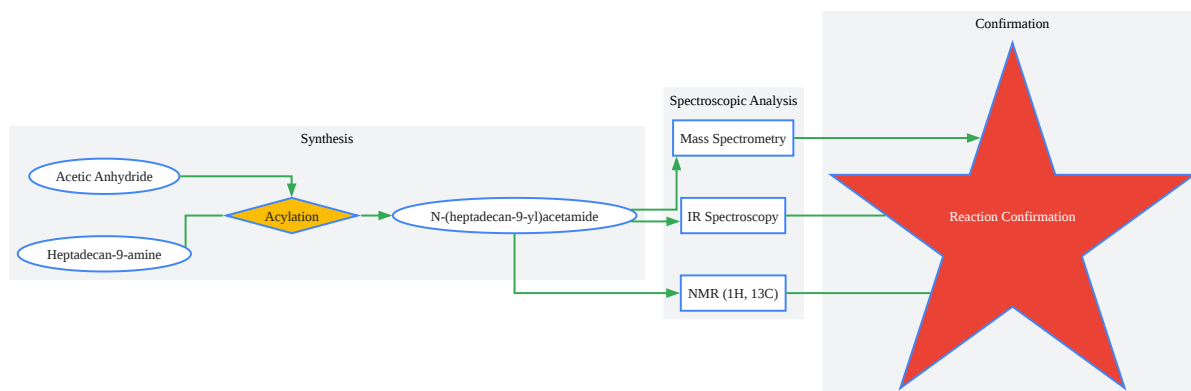 Confirmation
Spectroscopic Analysis
Synthesis
Mass Spectrometry
Acetic Anhydride
Acylation
N-(heptadecan-9-yl)acetamide
IR Spectroscopy
Reaction Confirmation
Heptadecan-9-amine
NMR (1H, 13C)